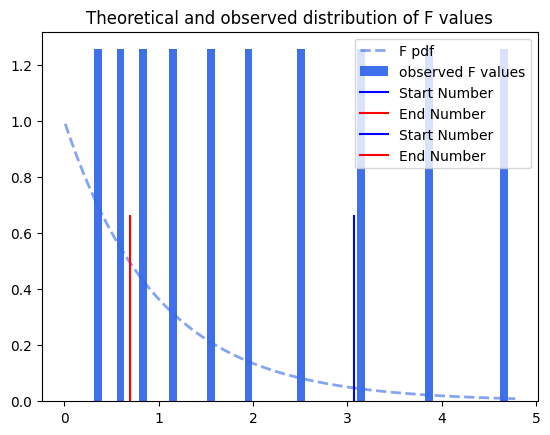 Theoretical and observed distribution of F values
F pdf
observed F values
Start Number
End Number
Start Number
End Number
1.2
1.0
0.8
0.6
0.4
0.2
0.0
0 1 2 3 4 5